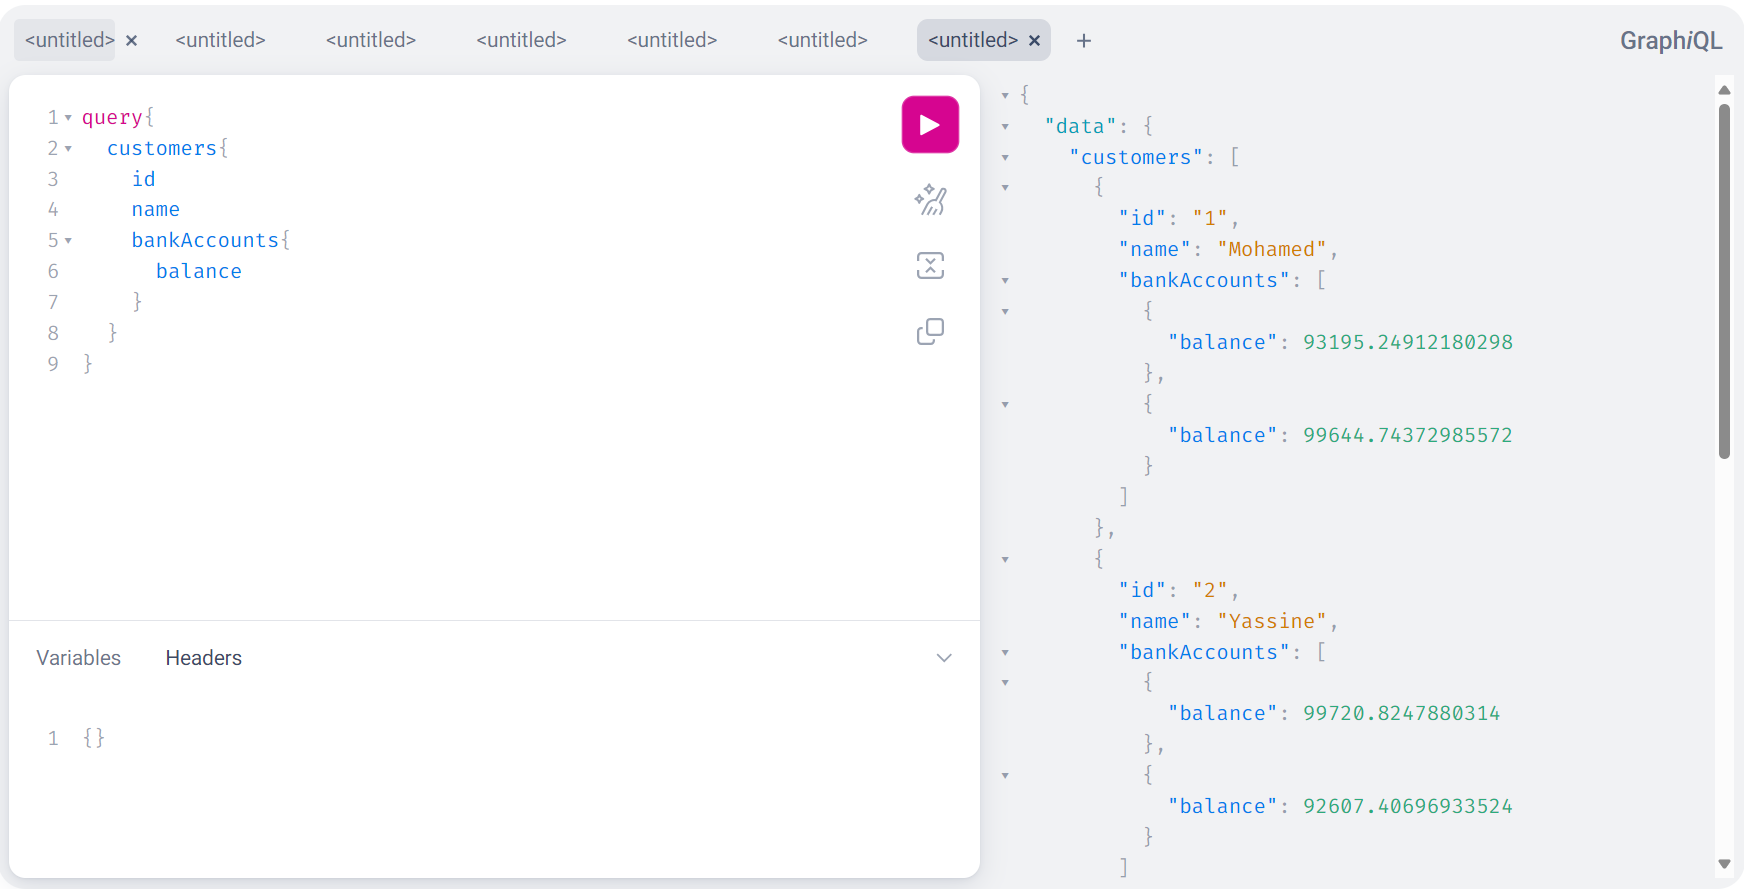 <untitled> × <untitled> <untitled> <untitled> <untitled> <untitled> <untitled> × +
GraphiQL
1 query{
2 customers{
3 id
4 name
5 bankAccounts{
6 balance
7 }
8 }
9 }
Variables Headers
1 {}
{
"data": {
"customers": [
{
"id": "1",
"name": "Mohamed",
"bankAccounts": [
{
"balance": 93195.24912180298
},
{
"balance": 99644.74372985572
}
]
},
{
"id": "2",
"name": "Yassine",
"bankAccounts": [
{
"balance": 99720.8247880314
},
{
"balance": 92607.40696933524
}
]